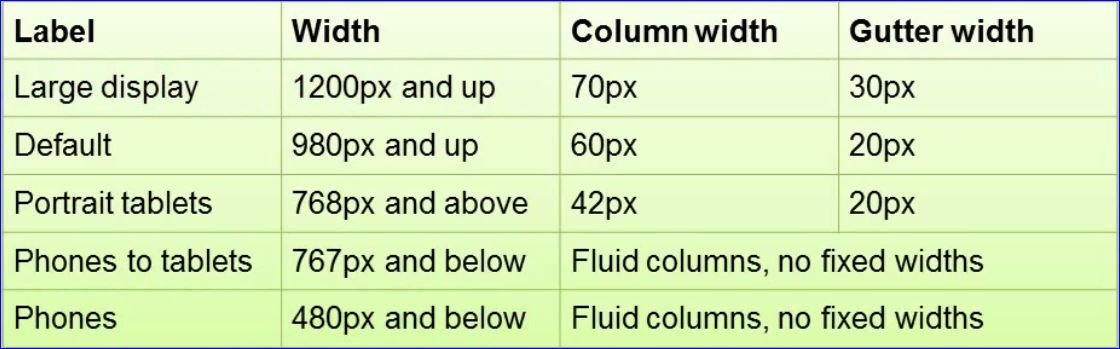 Label Width Column width Gutter width
Large display 1200px and up 70px 30px
Default 980px and up 60px 20px
Portrait tablets 768px and above 42px 20px
Phones to tablets 767px and below Fluid columns, no fixed widths
Phones 480px and below Fluid columns, no fixed widths